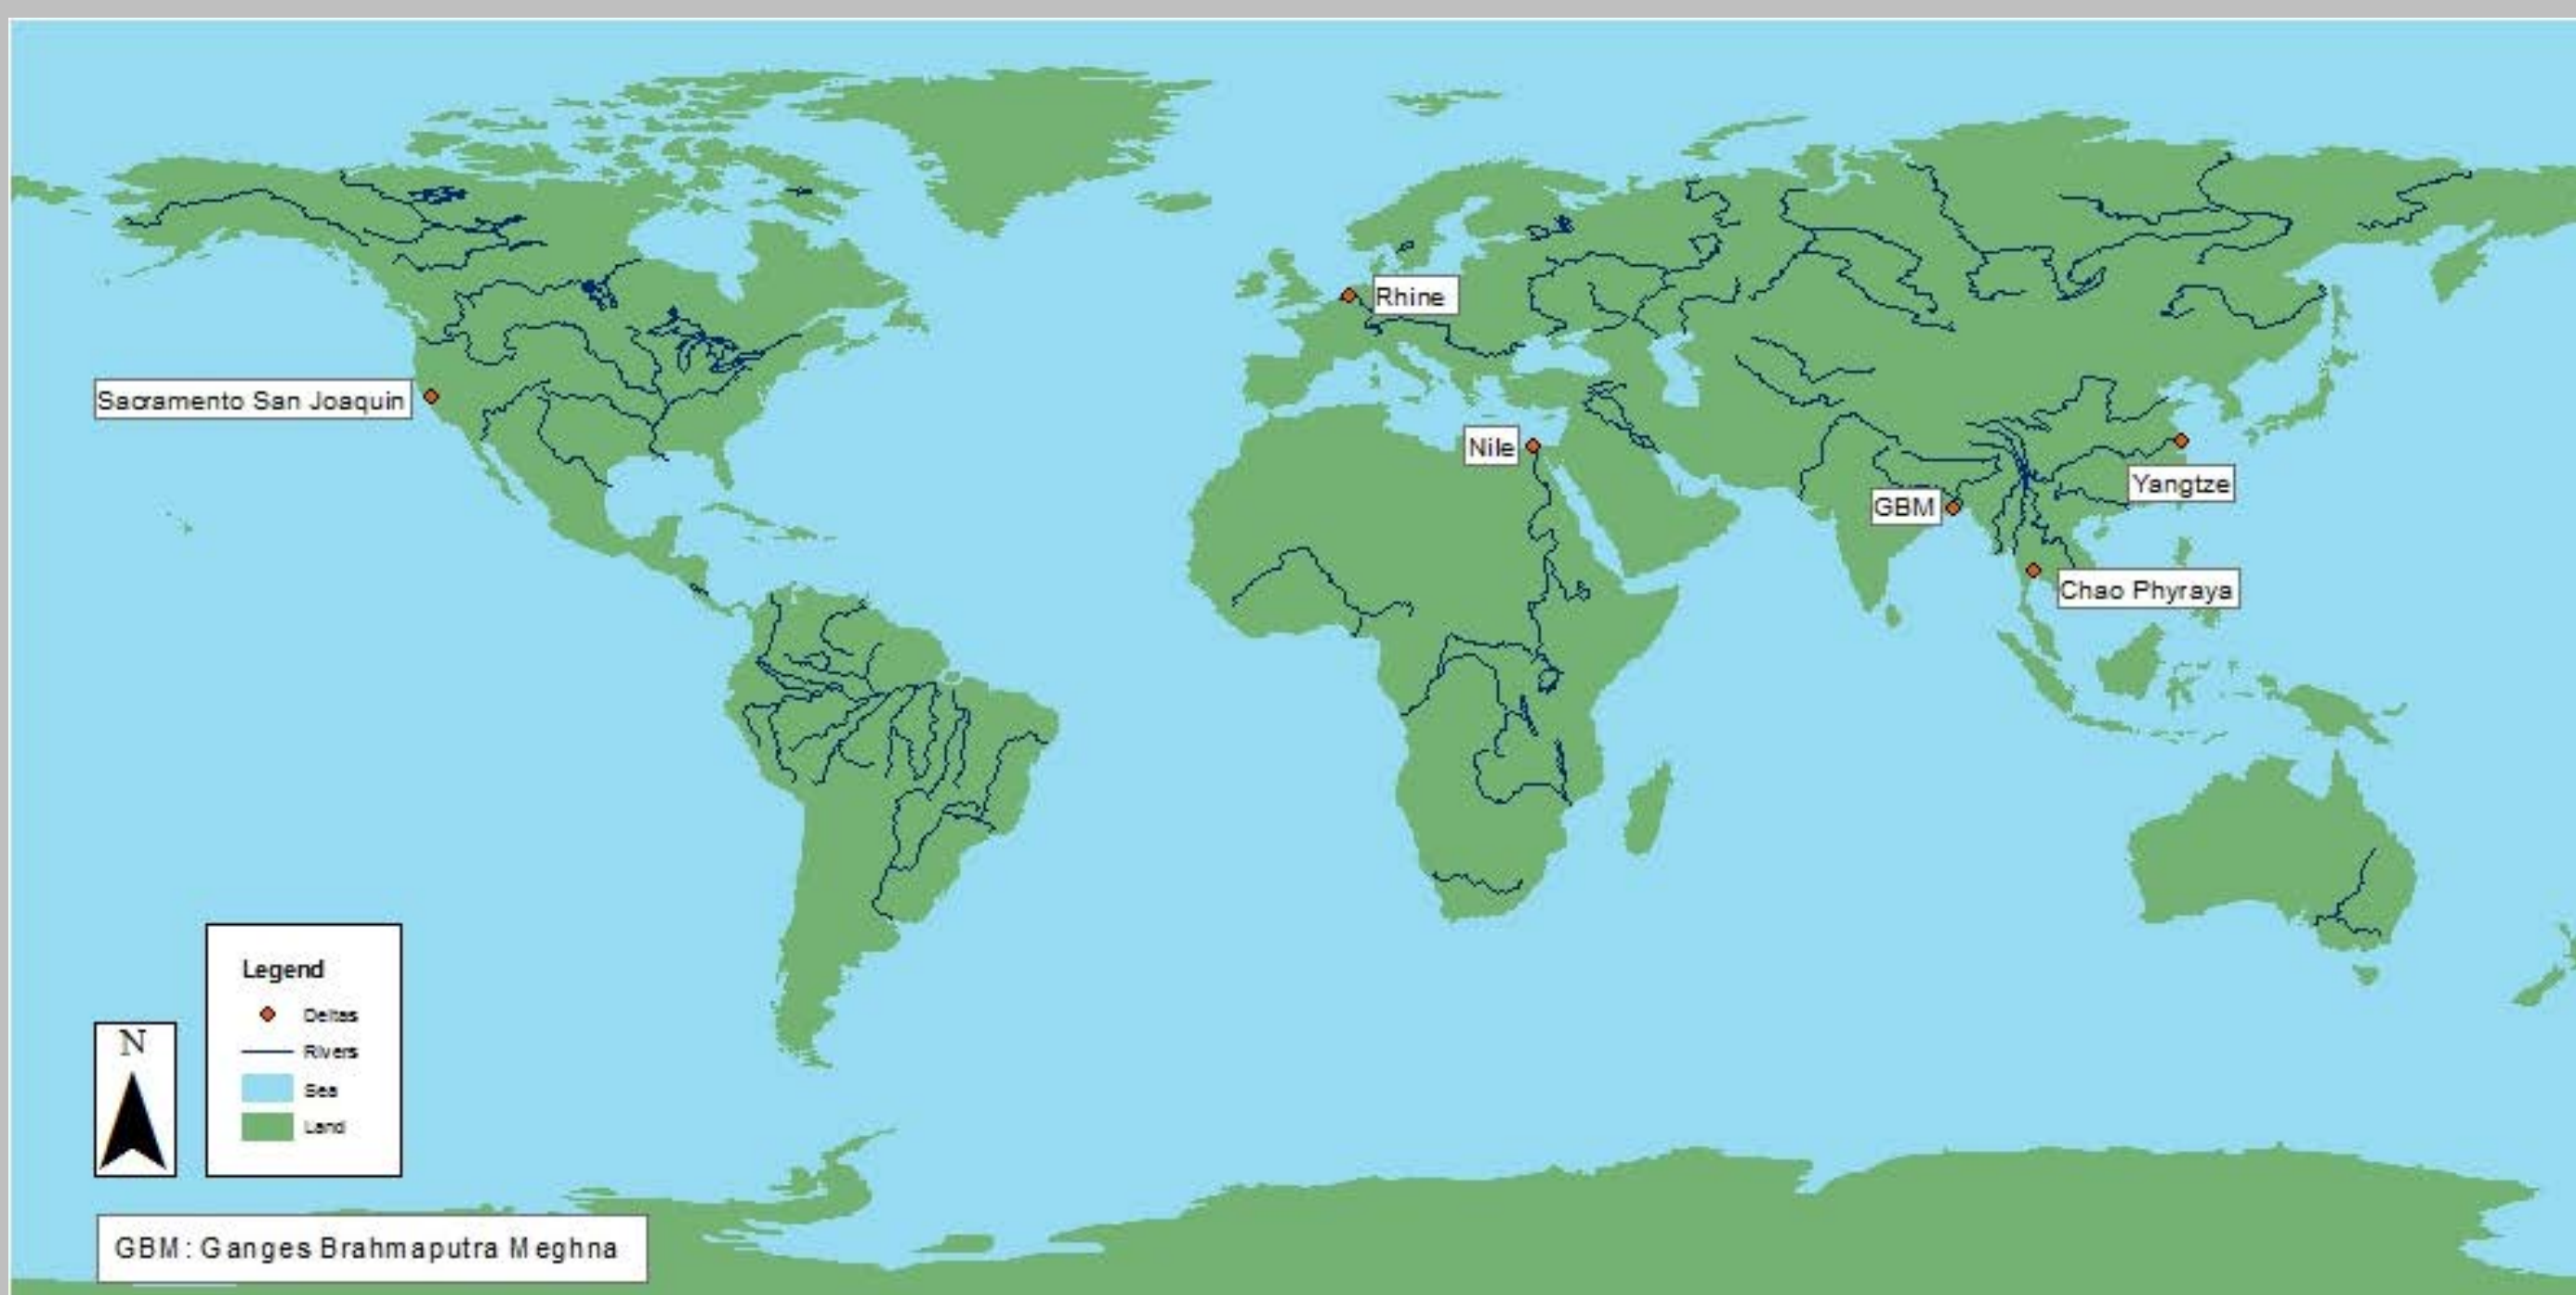 Rhine
Sacramento San Joaquin
Nile
Yangtze
GBM
Chao Phyraya
Legend
Deltas
Rivers
Sea
Land
N
GBM: Ganges Brahmaputra Meghna